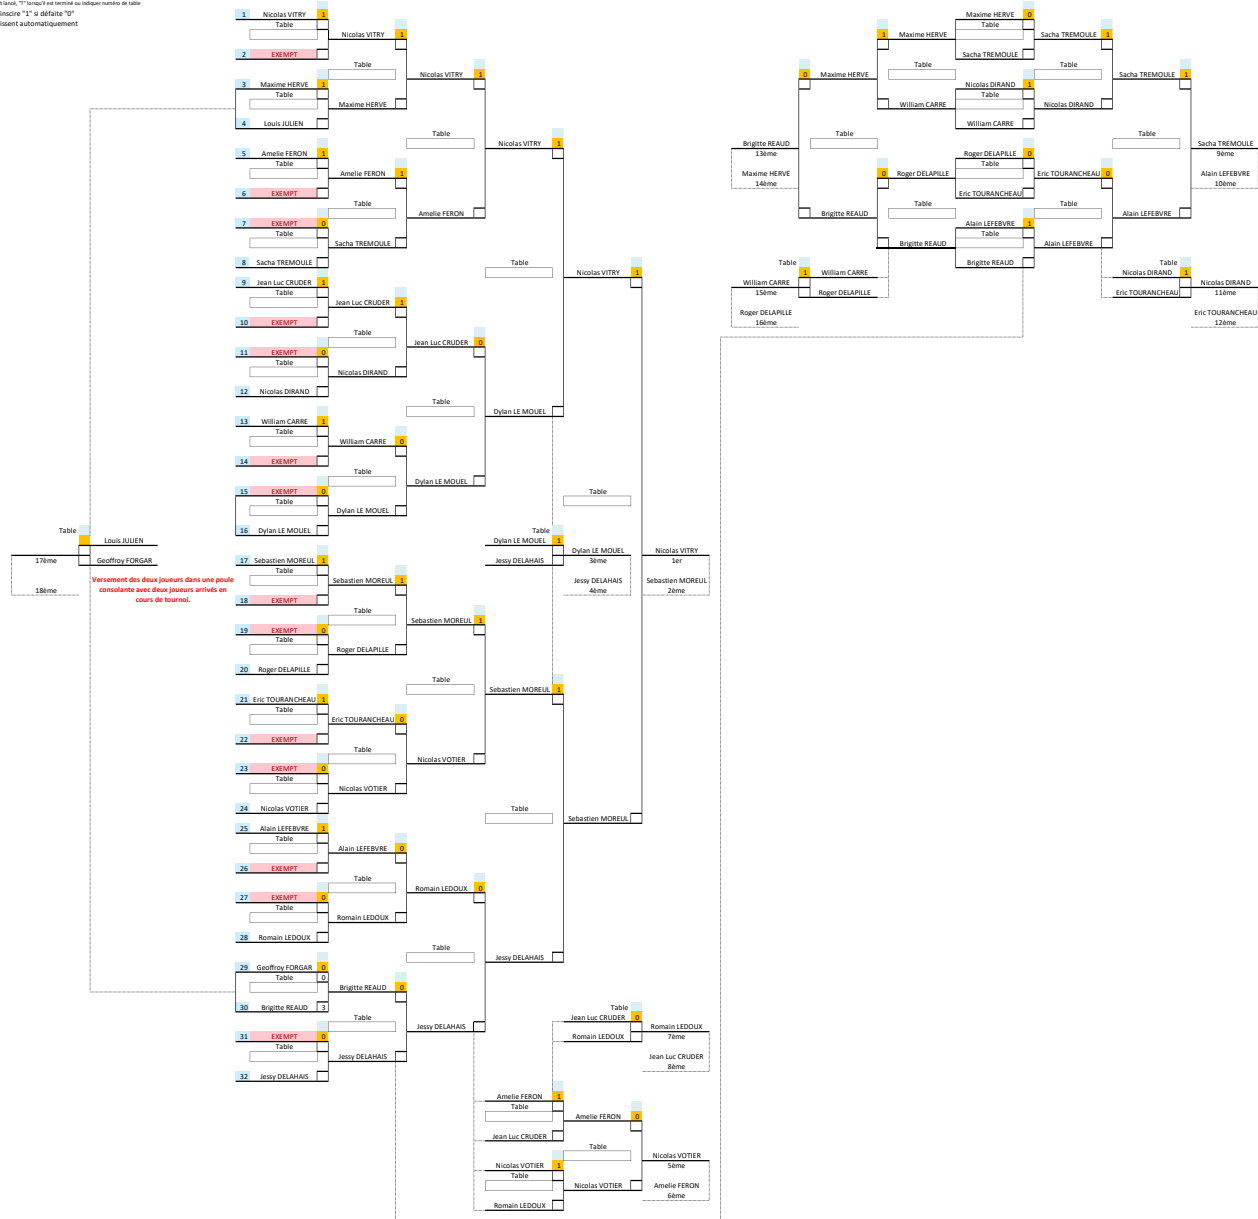 h lancé, "T" lorsqu'il est terminé ou indiquer numéro de table
inscire "1" si défaite "0"
issent automatiquement
1 Nicolas VITRY 1
Table
2 EXEMPT
Nicolas VITRY 1
Table
3 Maxime HERVE 1
Table
4 Louis JULIEN
Maxime HERVE
Nicolas VITRY 1
Table
5 Amelie FERON 1
Table
6 EXEMPT
Amelie FERON 1
Table
7 EXEMPT 0
Table
8 Sacha TREMOULE
Sacha TREMOULE
Amelie FERON
Nicolas VITRY 1
Table
9 Jean Luc CRUDER 1
Table
10 EXEMPT
Jean Luc CRUDER 1
Table
11 EXEMPT 0
Table
12 Nicolas DIRAND
Nicolas DIRAND
Jean Luc CRUDER 0
Table
13 William CARRE 1
Table
14 EXEMPT
William CARRE 0
Table
15 EXEMPT 0
Table
16 Dylan LE MOUEL
Dylan LE MOUEL
Dylan LE MOUEL
Dylan LE MOUEL
Nicolas VITRY 1
Table
17 Sebastien MOREUL 1
Table
18 EXEMPT
Sebastien MOREUL 1
Table
19 EXEMPT 0
Table
20 Roger DELAPILLE
Roger DELAPILLE
Sebastien MOREUL 1
Table
21 Eric TOURANCHEAU 1
Table
22 EXEMPT
Eric TOURANCHEAU 0
Table
23 EXEMPT 0
Table
24 Nicolas VOTIER
Nicolas VOTIER
Nicolas VOTIER
Sebastien MOREUL 1
Table
25 Alain LEFEBVRE 1
Table
26 EXEMPT
Alain LEFEBVRE 0
Table
27 EXEMPT 0
Table
28 Romain LEDOUX
Romain LEDOUX
Romain LEDOUX 0
Table
29 Geoffroy FORGAR 0
Table 0
30 Brigitte REAUD 3
Brigitte REAUD 0
Table
31 EXEMPT 0
Table
32 Jessy DELAHAIS
Jessy DELAHAIS
Jessy DELAHAIS
Jessy DELAHAIS
Sebastien MOREUL
Nicolas VITRY
1er
Sebastien MOREUL
2ème
Table
Dylan LE MOUEL 1
Jessy DELAHAIS
Dylan LE MOUEL
3ème
Jessy DELAHAIS
4ème
Table
Louis JULIEN
Geoffroy FORGAR
17ème
18ème
Versement des deux joueurs dans une poule
consolante avec deux joueurs arrivés en
cours de tournoi.
Table
Jean Luc CRUDER 0
Romain LEDOUX
Romain LEDOUX
7ème
Jean Luc CRUDER
8ème
Amelie FERON 1
Table
Jean Luc CRUDER
Amelie FERON 0
Table
Nicolas VOTIER 1
Table
Romain LEDOUX
Nicolas VOTIER
Nicolas VOTIER
5ème
Amelie FERON
6ème
Maxime HERVE 0
Table
Sacha TREMOULE
1 Maxime HERVE
Sacha TREMOULE 1
Table
Table
Nicolas DIRAND 1
Table
William CARRE
William CARRE
Nicolas DIRAND
0 Maxime HERVE
Sacha TREMOULE 1
Table
Table
Roger DELAPILLE 0
Table
Eric TOURANCHEAU
0 Roger DELAPILLE
Eric TOURANCHEAU 0
Table
Table
Alain LEFEBVRE 1
Table
Brigitte REAUD
Brigitte REAUD
Alain LEFEBVRE
Brigitte REAUD
Alain LEFEBVRE
Brigitte REAUD
13ème
Maxime HERVE
14ème
Sacha TREMOULE
9ème
Alain LEFEBVRE
10ème
Table
1 William CARRE
Roger DELAPILLE
William CARRE
15ème
Roger DELAPILLE
16ème
Table
Nicolas DIRAND 1
Eric TOURANCHEAU
Nicolas DIRAND
11ème
Eric TOURANCHEAU
12ème